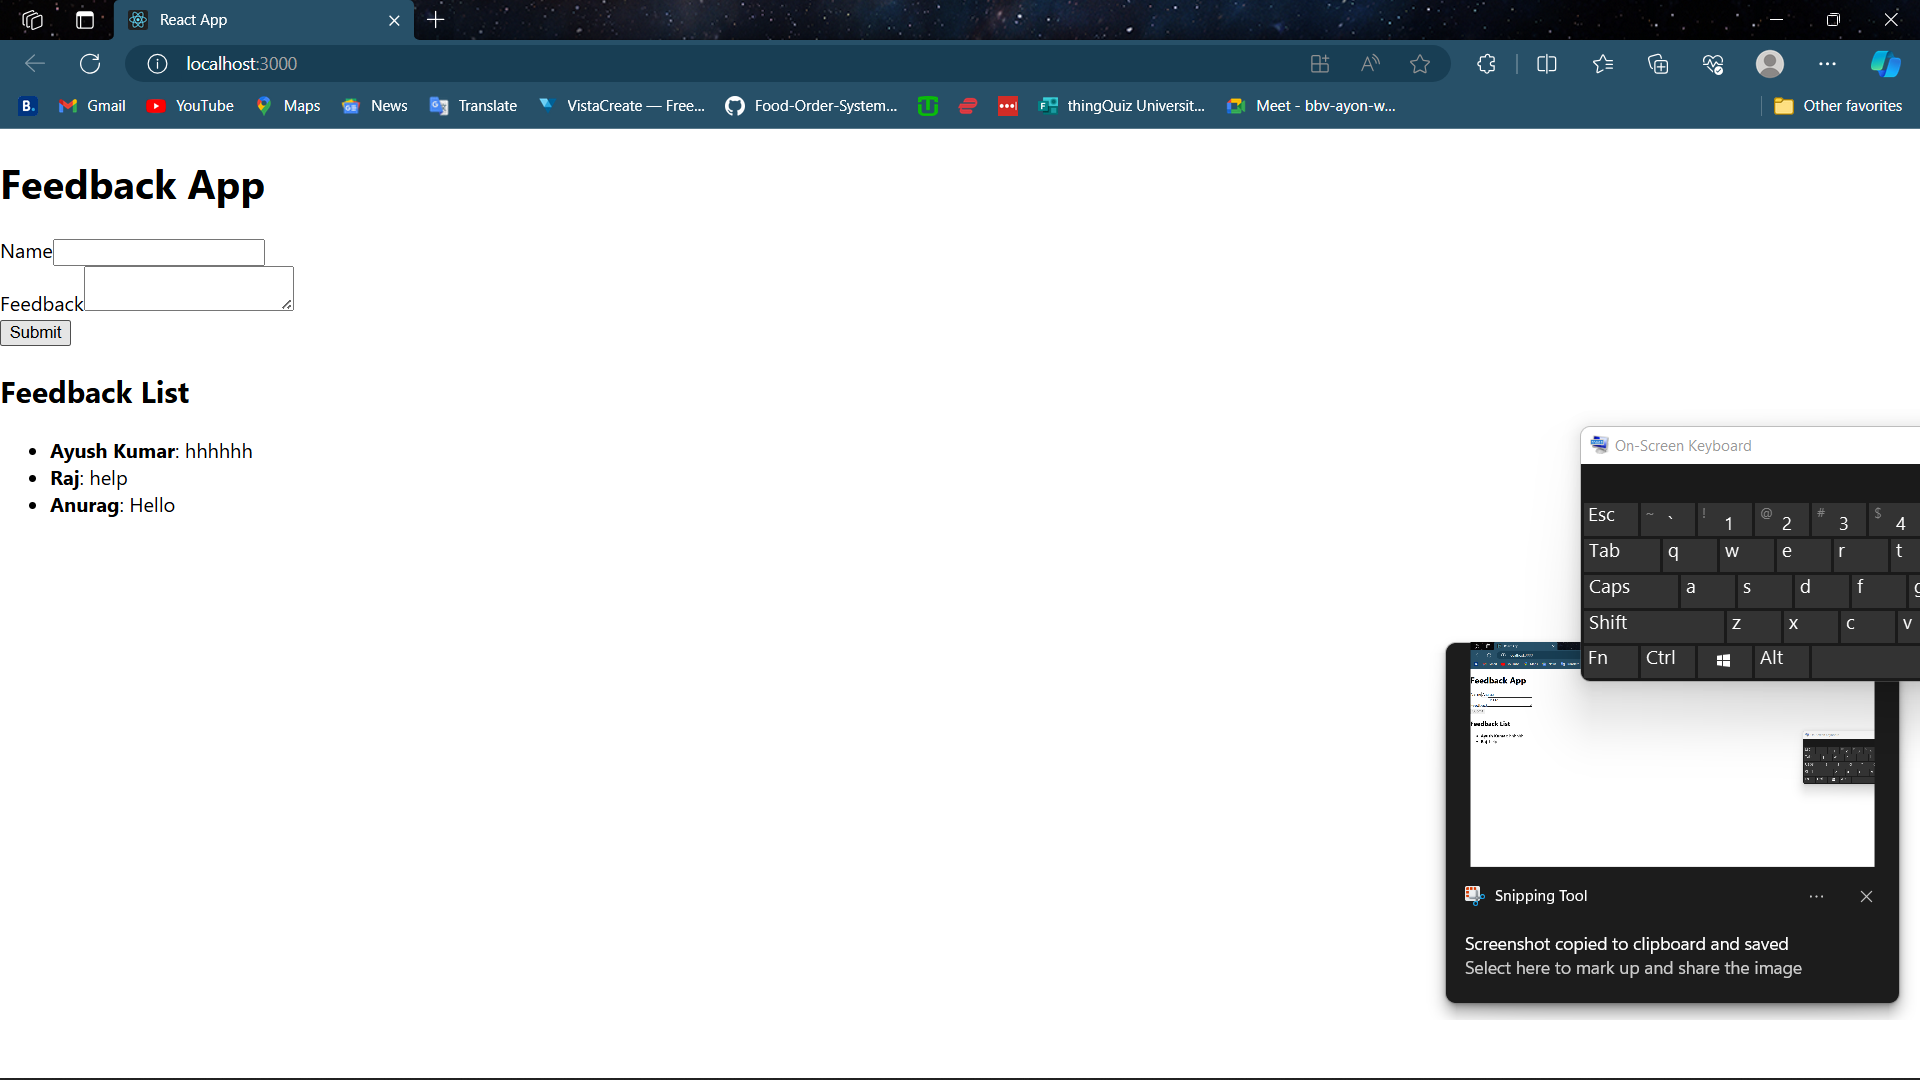 React App
localhost:3000
B.
Gmail
YouTube
Maps
News
Translate
VistaCreate — Free...
Food-Order-System...
thingQuiz Universit...
Meet - bbv-ayon-w...
Other favorites
Feedback App
Name
Feedback
Submit
Feedback List
• Ayush Kumar: hhhhhh
• Raj: help
• Anurag: Hello
On-Screen Keyboard
Esc ~ ` ! 1 @ 2 # 3 $ 4
Tab q w e r t
Caps a s d f g
Shift z x c v
Fn Ctrl Alt
Feedback App
Feedback List
Snipping Tool
Screenshot copied to clipboard and saved
Select here to mark up and share the image